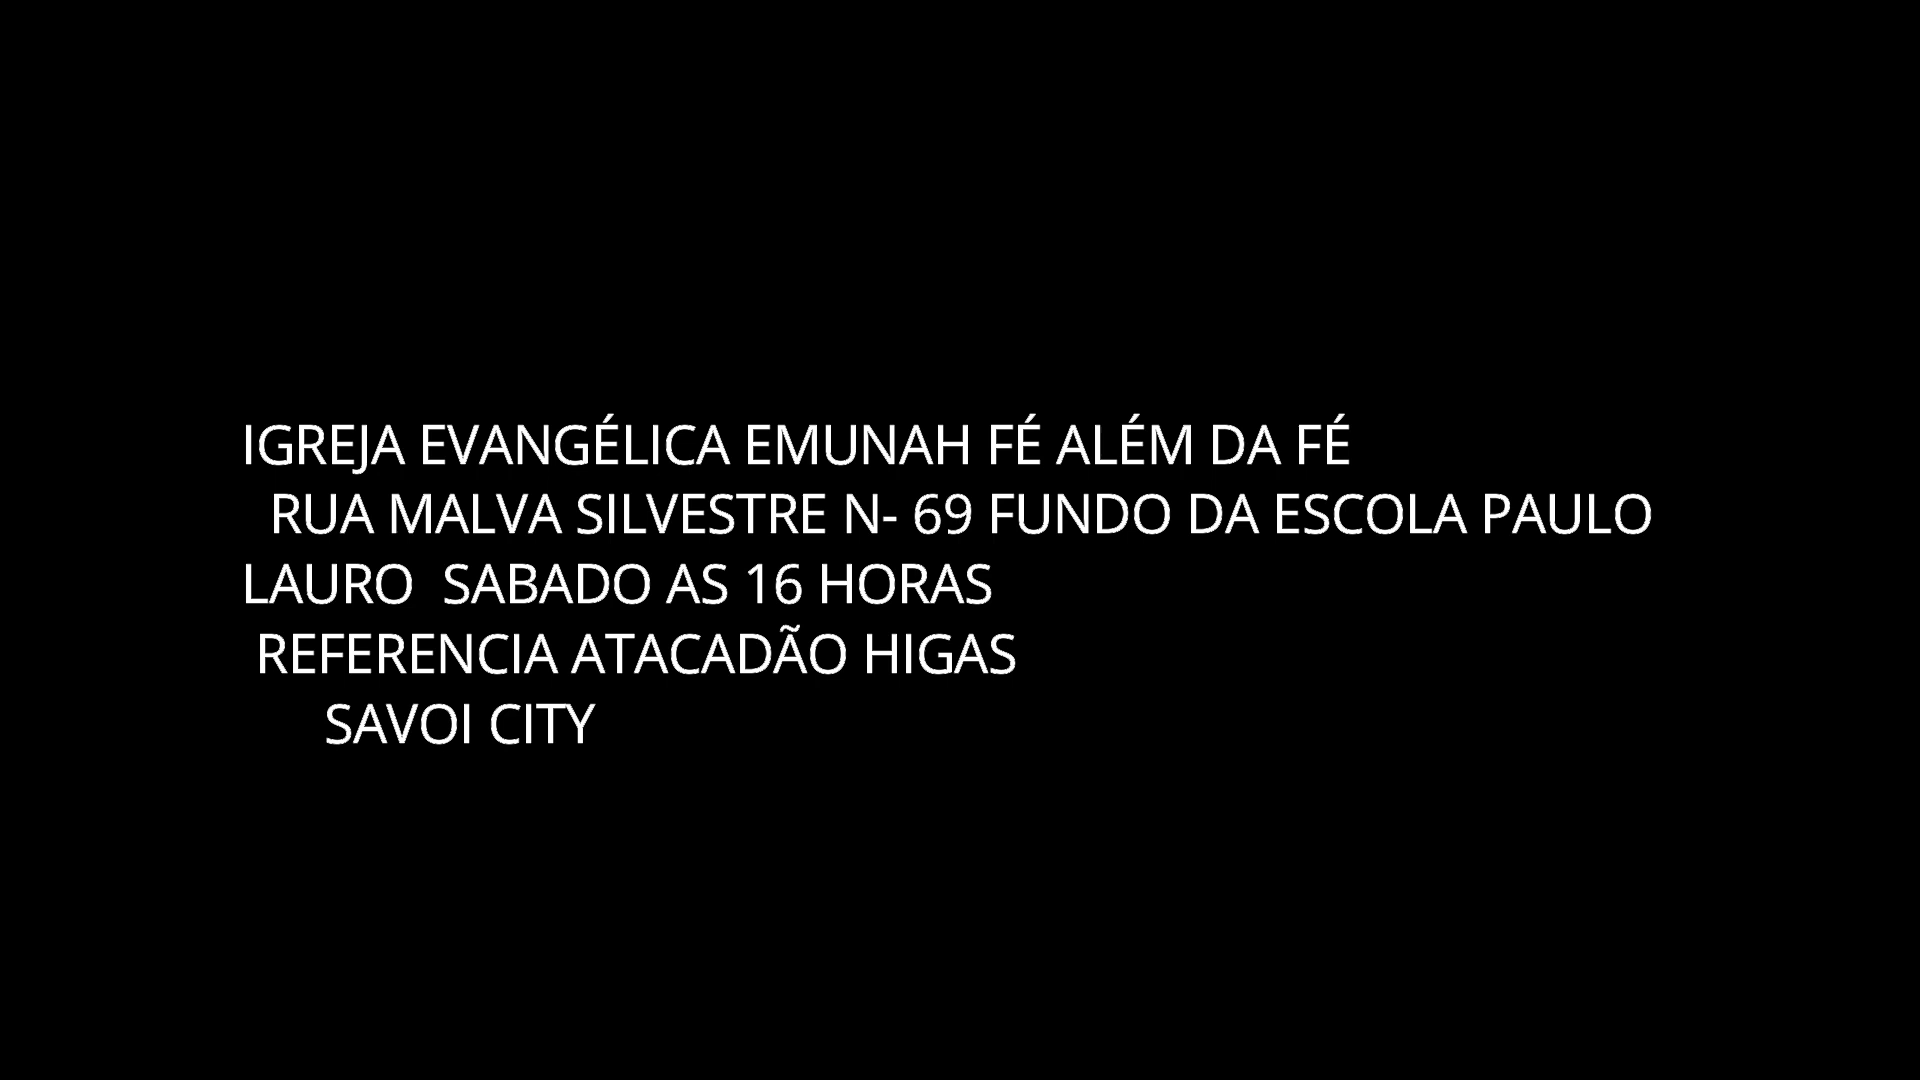 IGREJA EVANGÉLICA EMUNAH FÉ ALÉM DA FÉ
RUA MALVA SILVESTRE N- 69 FUNDO DA ESCOLA PAULO
LAURO  SABADO AS 16 HORAS
REFERENCIA ATACADÃO HIGAS
SAVOI CITY